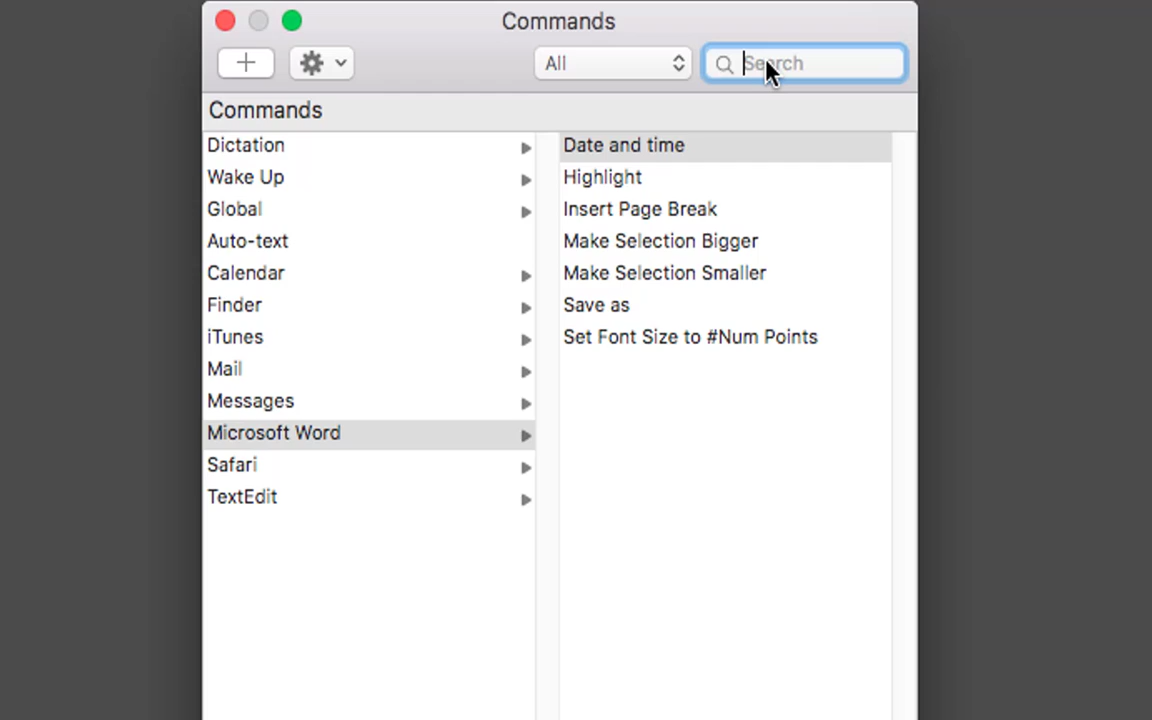 Commands
All
Search
Commands
Dictation
Wake Up
Global
Auto-text
Calendar
Finder
iTunes
Mail
Messages
Microsoft Word
Safari
TextEdit
Date and time
Highlight
Insert Page Break
Make Selection Bigger
Make Selection Smaller
Save as
Set Font Size to #Num Points